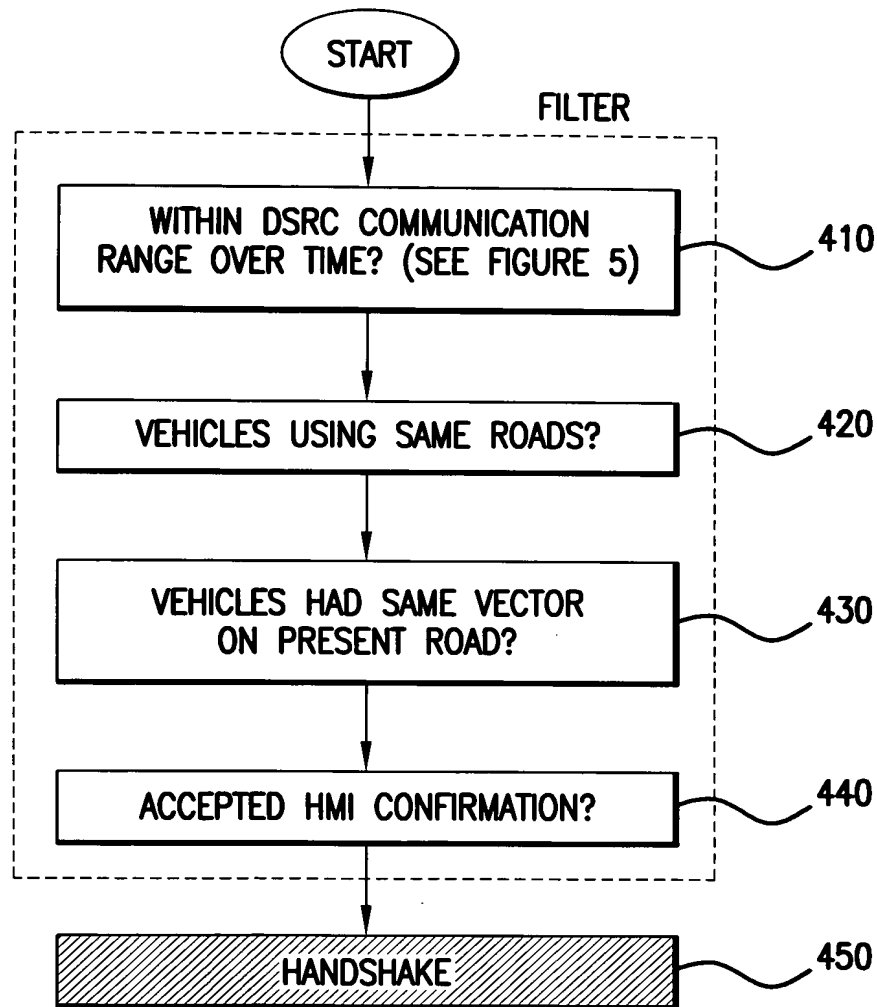 START
FILTER
WITHIN DSRC COMMUNICATION
RANGE OVER TIME? (SEE FIGURE 5)
410
VEHICLES USING SAME ROADS?
420
VEHICLES HAD SAME VECTOR
ON PRESENT ROAD?
430
ACCEPTED HMI CONFIRMATION?
440
HANDSHAKE
450